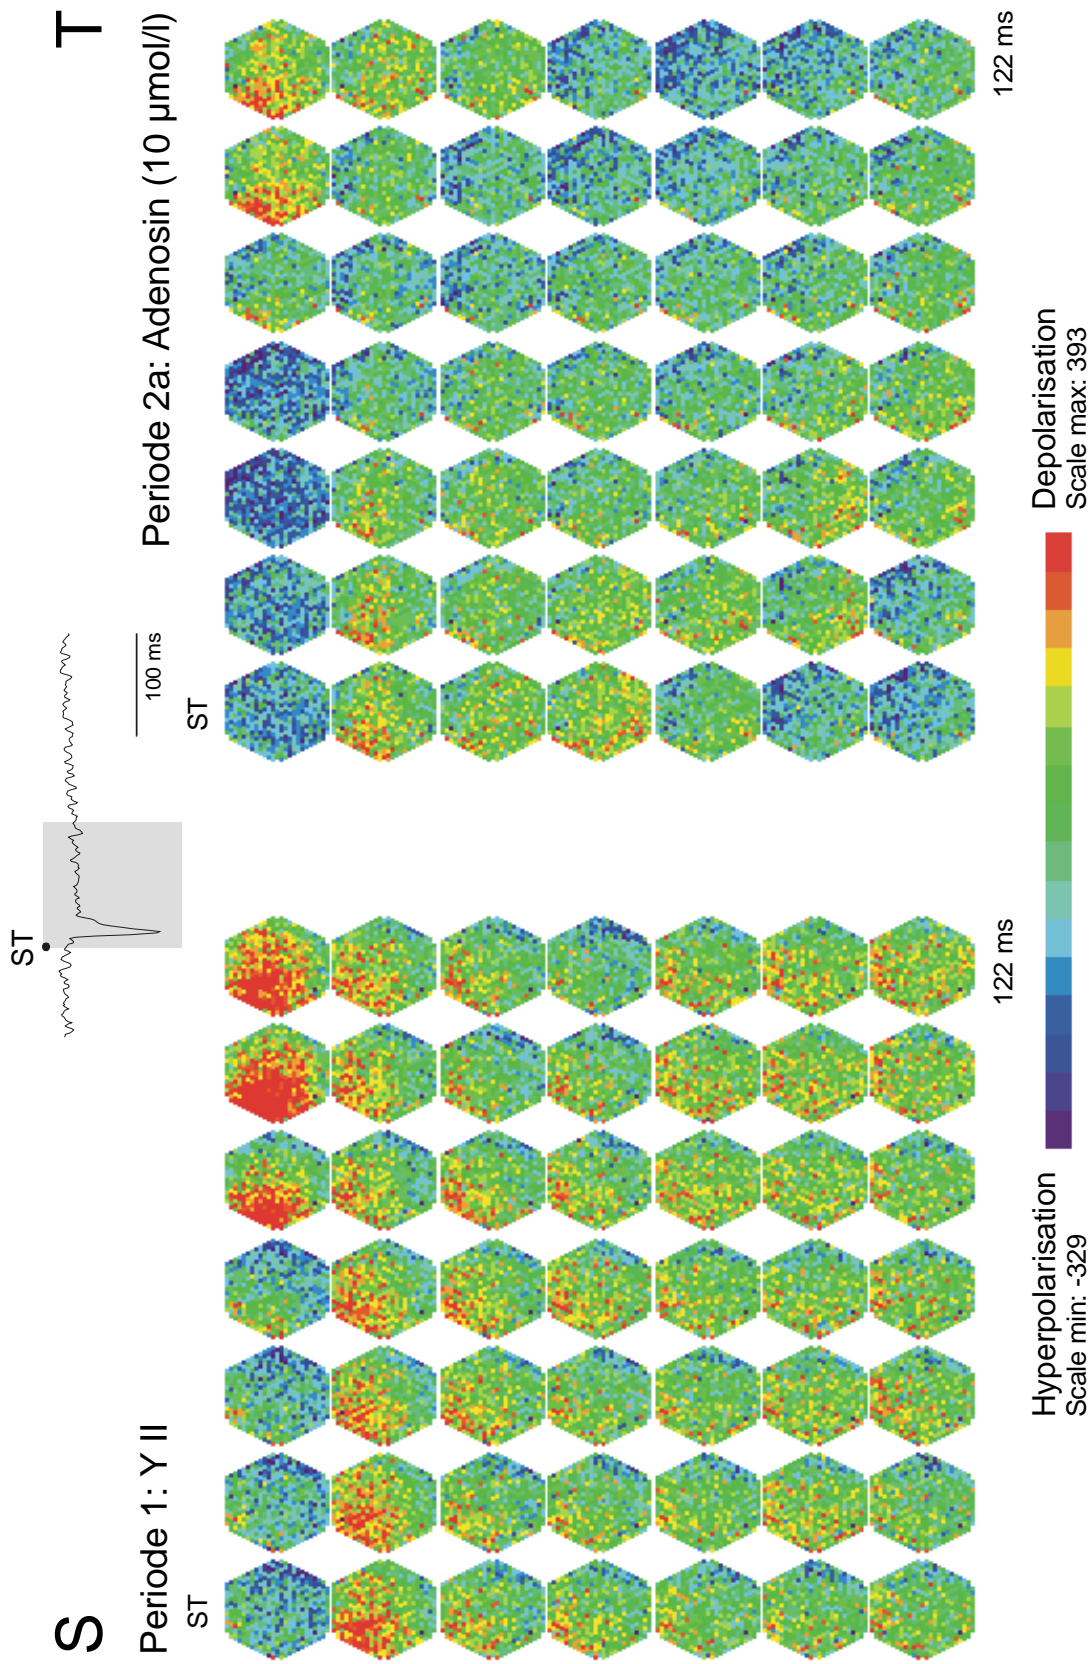 S
T
ST
100 ms
Periode 1: Y II
Periode 2a: Adenosin (10 µmol/l)
ST
ST
122 ms
122 ms
Hyperpolarisation
Scale min: -329
Depolarisation
Scale max: 393